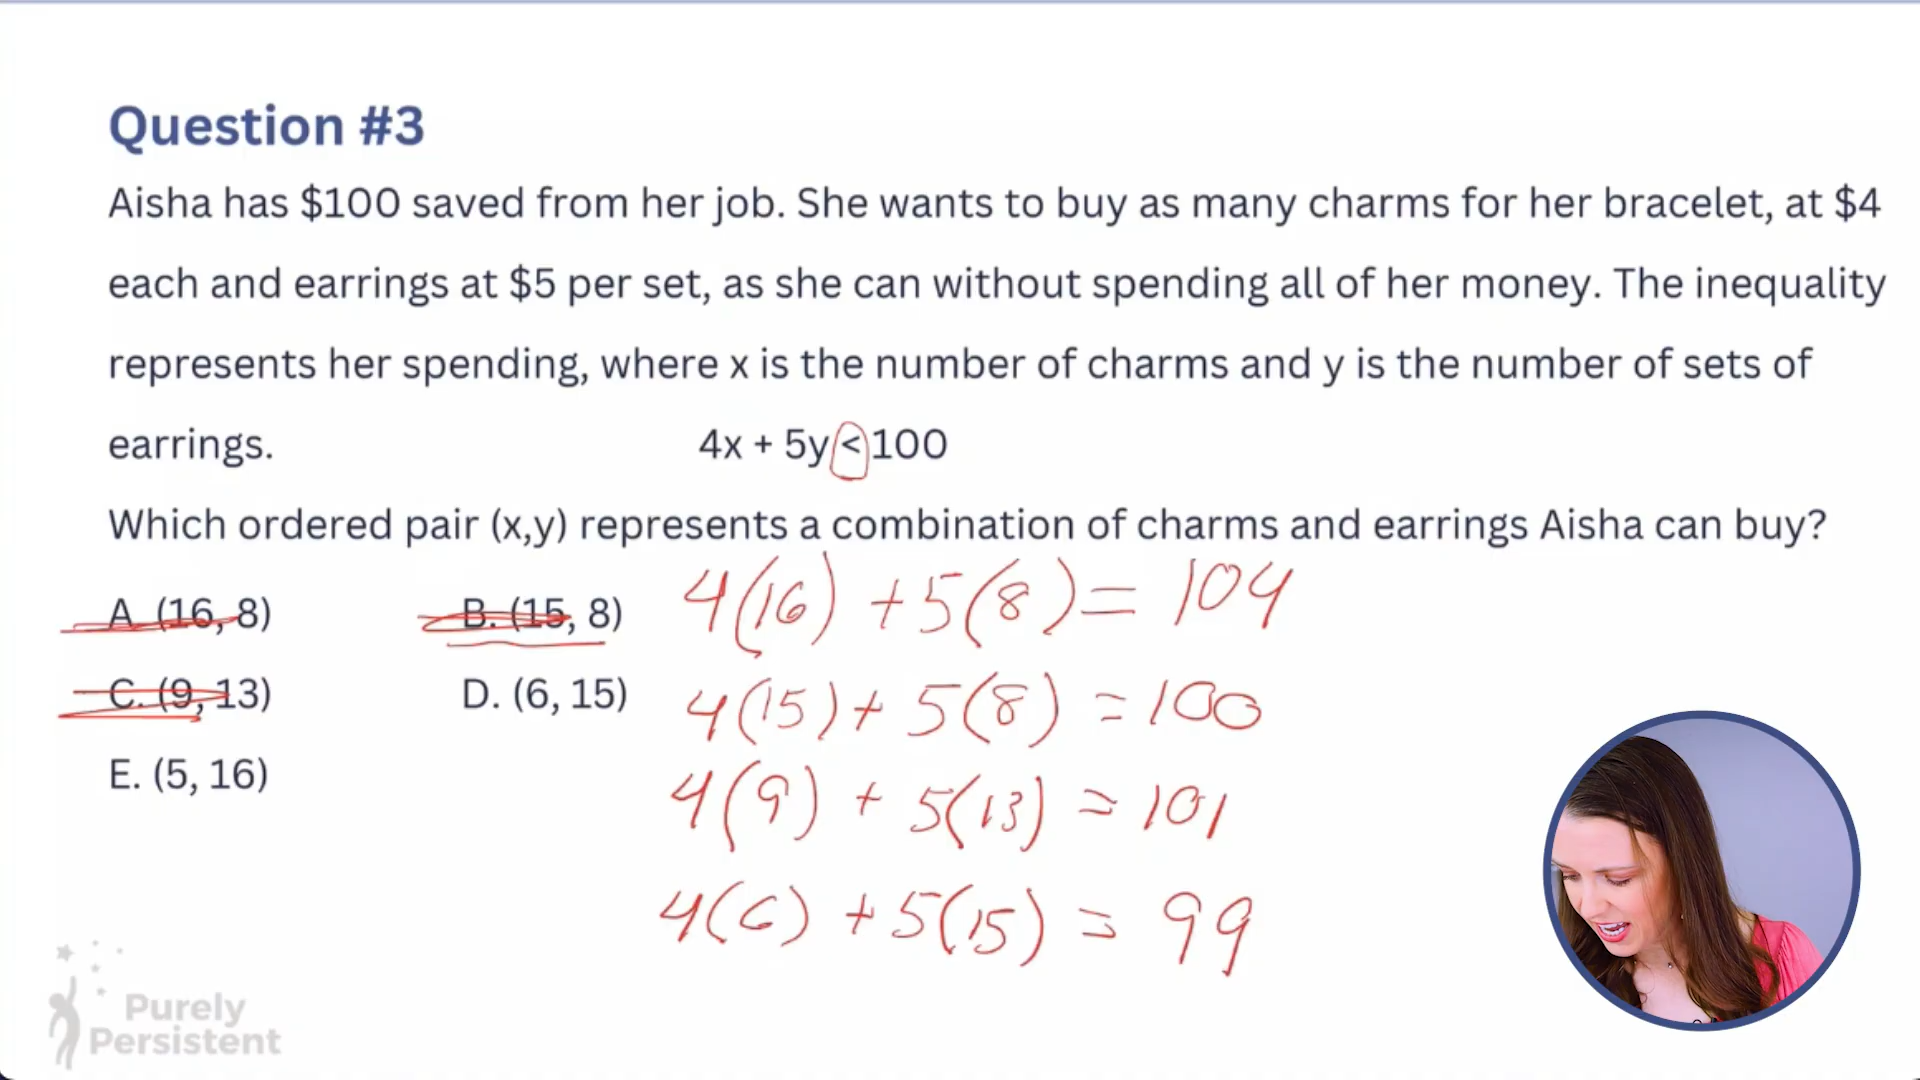 Question #3
Aisha has $100 saved from her job. She wants to buy as many charms for her bracelet, at $4
each and earrings at $5 per set, as she can without spending all of her money. The inequality
represents her spending, where x is the number of charms and y is the number of sets of
earrings.
4x + 5y < 100
Which ordered pair (x,y) represents a combination of charms and earrings Aisha can buy?
A. (16, 8) B. (15, 8)
C. (9, 13) D. (6, 15)
E. (5, 16)
4(16) + 5(8) = 104
4(15) + 5(8) = 100
4(9) + 5(13) = 101
4(6) + 5(15) = 99
Purely
Persistent